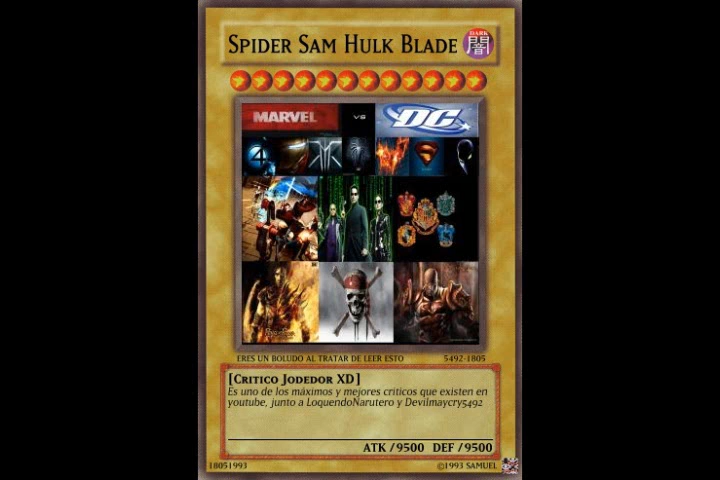 SPIDER SAM HULK BLADE
DARK
闇
MARVEL VS DC
4
ERES UN BOLUDO AL TRATAR DE LEER ESTO 5492-1805
[CRITICO JODEDOR XD]
Es uno de los máximos y mejores criticos que existen en
youtube, junto a LoquendoNarutero y Devilmaycry5492
ATK / 9500 DEF / 9500
18051993 ©1993 SAMUEL